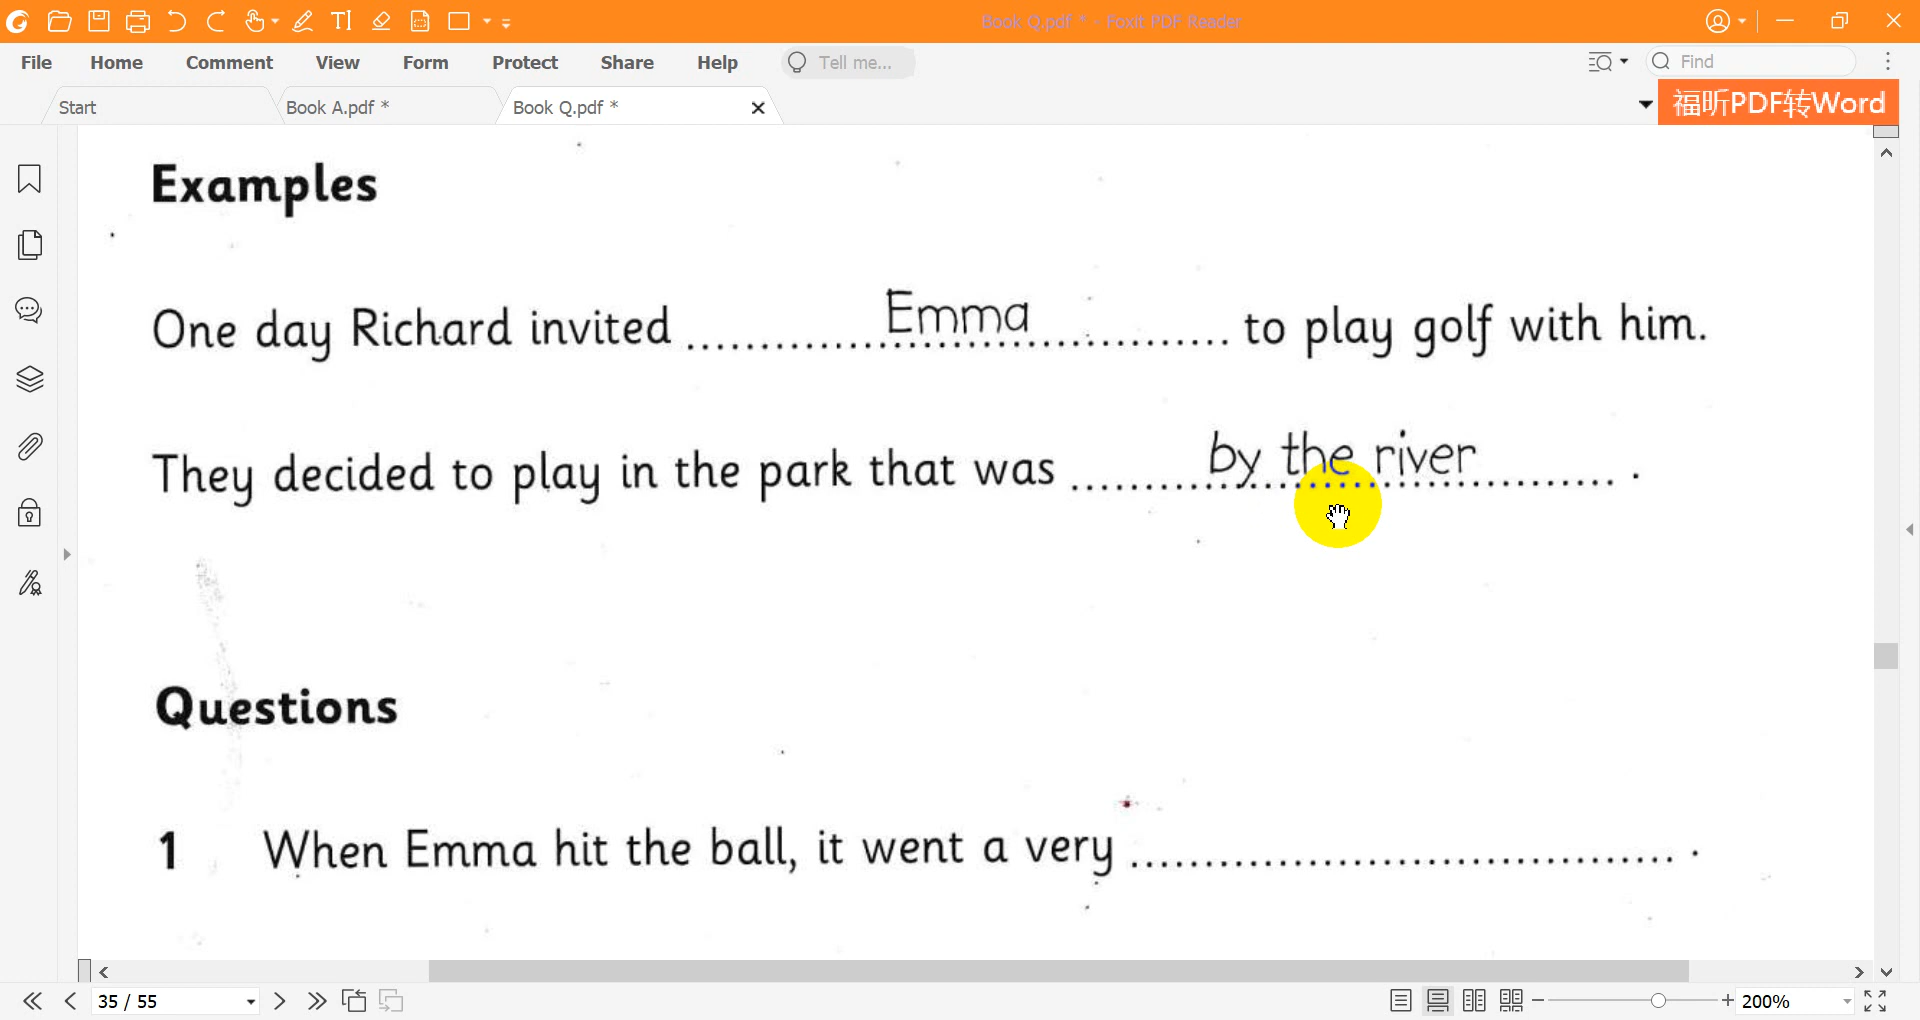 Book Q.pdf * - Foxit PDF Reader
File Home Comment View Form Protect Share Help Tell me... Find
Start Book A.pdf * Book Q.pdf * 福昕PDF转Word
Examples
One day Richard invited ........ Emma ........ to play golf with him.
They decided to play in the park that was ........ by the river ........ .
Questions
1 When Emma hit the ball, it went a very ................ .
35 / 55 200%